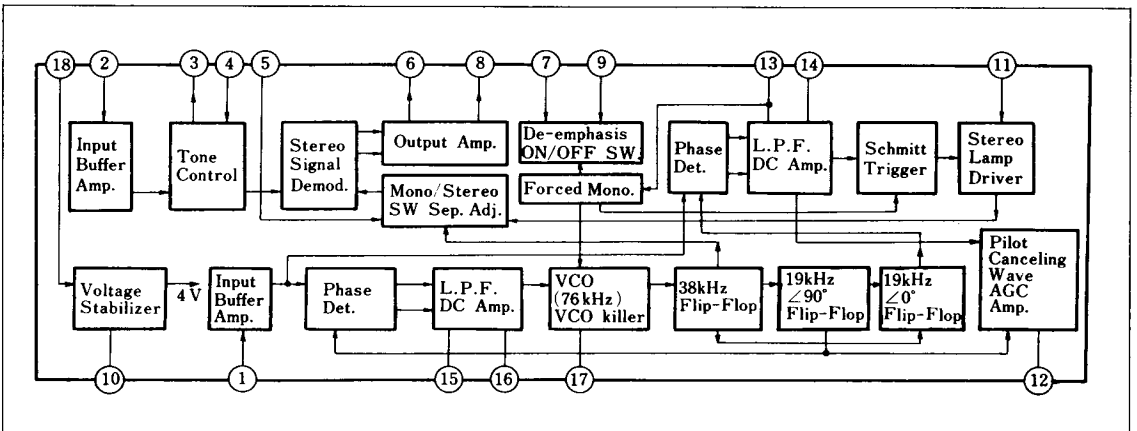 18 2 3 4 5 6 8 7 9 13 14 11
Input
Buffer
Amp.
Tone
Control
Stereo
Signal
Demod.
Output Amp.
Mono/Stereo
SW Sep. Adj.
De-emphasis
ON/OFF SW.
Forced Mono.
Phase
Det.
L.P.F.
DC Amp.
Schmitt
Trigger
Stereo
Lamp
Driver
Voltage
Stabilizer
4 V
Input
Buffer
Amp.
Phase
Det.
L.P.F.
DC Amp.
VCO
(76kHz)
VCO killer
38kHz
Flip-Flop
19kHz
∠90°
Flip-Flop
19kHz
∠0°
Flip-Flop
Pilot
Canceling
Wave
AGC
Amp.
10 1 15 16 17 12